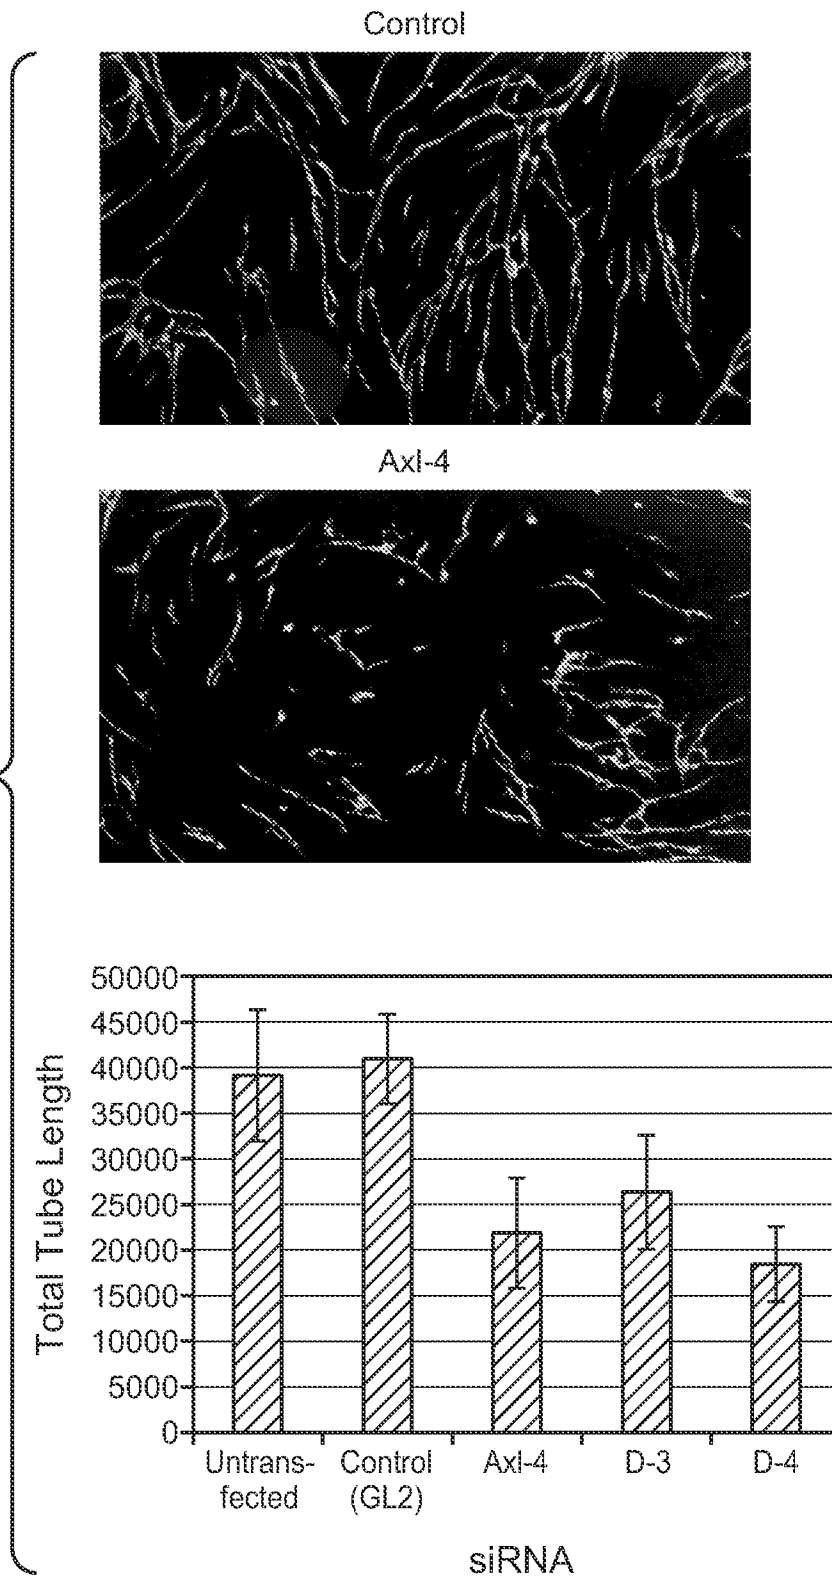 Control
Axl-4
Total Tube Length
50000
45000
40000
35000
30000
25000
20000
15000
10000
5000
0
Untrans-
fected
Control
(GL2)
Axl-4
D-3
D-4
siRNA